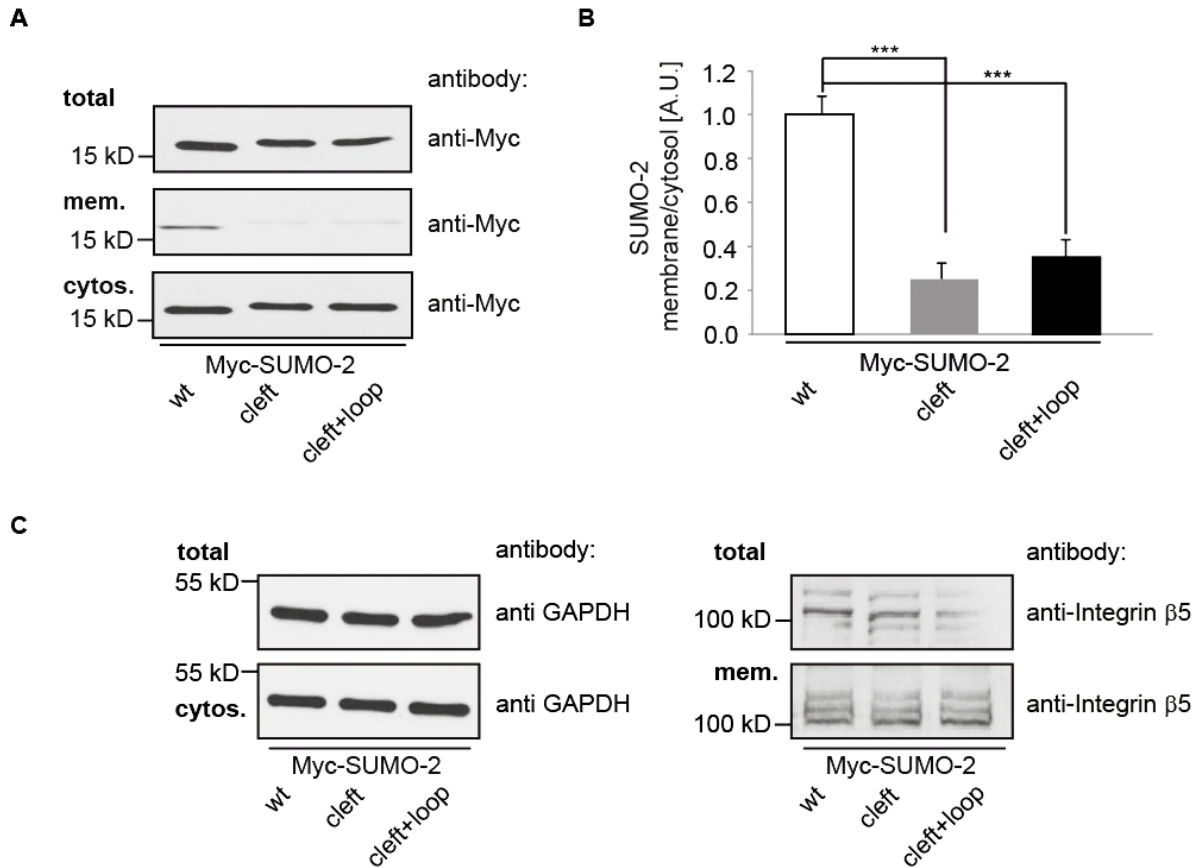 A
total
antibody:
15 kD
anti-Myc
mem.
15 kD
anti-Myc
cytos.
15 kD
anti-Myc
Myc-SUMO-2
wt
cleft
cleft+loop
B
***
***
SUMO-2
membrane/cytosol [A.U.]
1.2
1.0
0.8
0.6
0.4
0.2
0.0
Myc-SUMO-2
wt
cleft
cleft+loop
C
total
antibody:
55 kD
anti GAPDH
55 kD
cytos.
anti GAPDH
Myc-SUMO-2
wt
cleft
cleft+loop
total
antibody:
100 kD
anti-Integrin β5
mem.
100 kD
anti-Integrin β5
Myc-SUMO-2
wt
cleft
cleft+loop